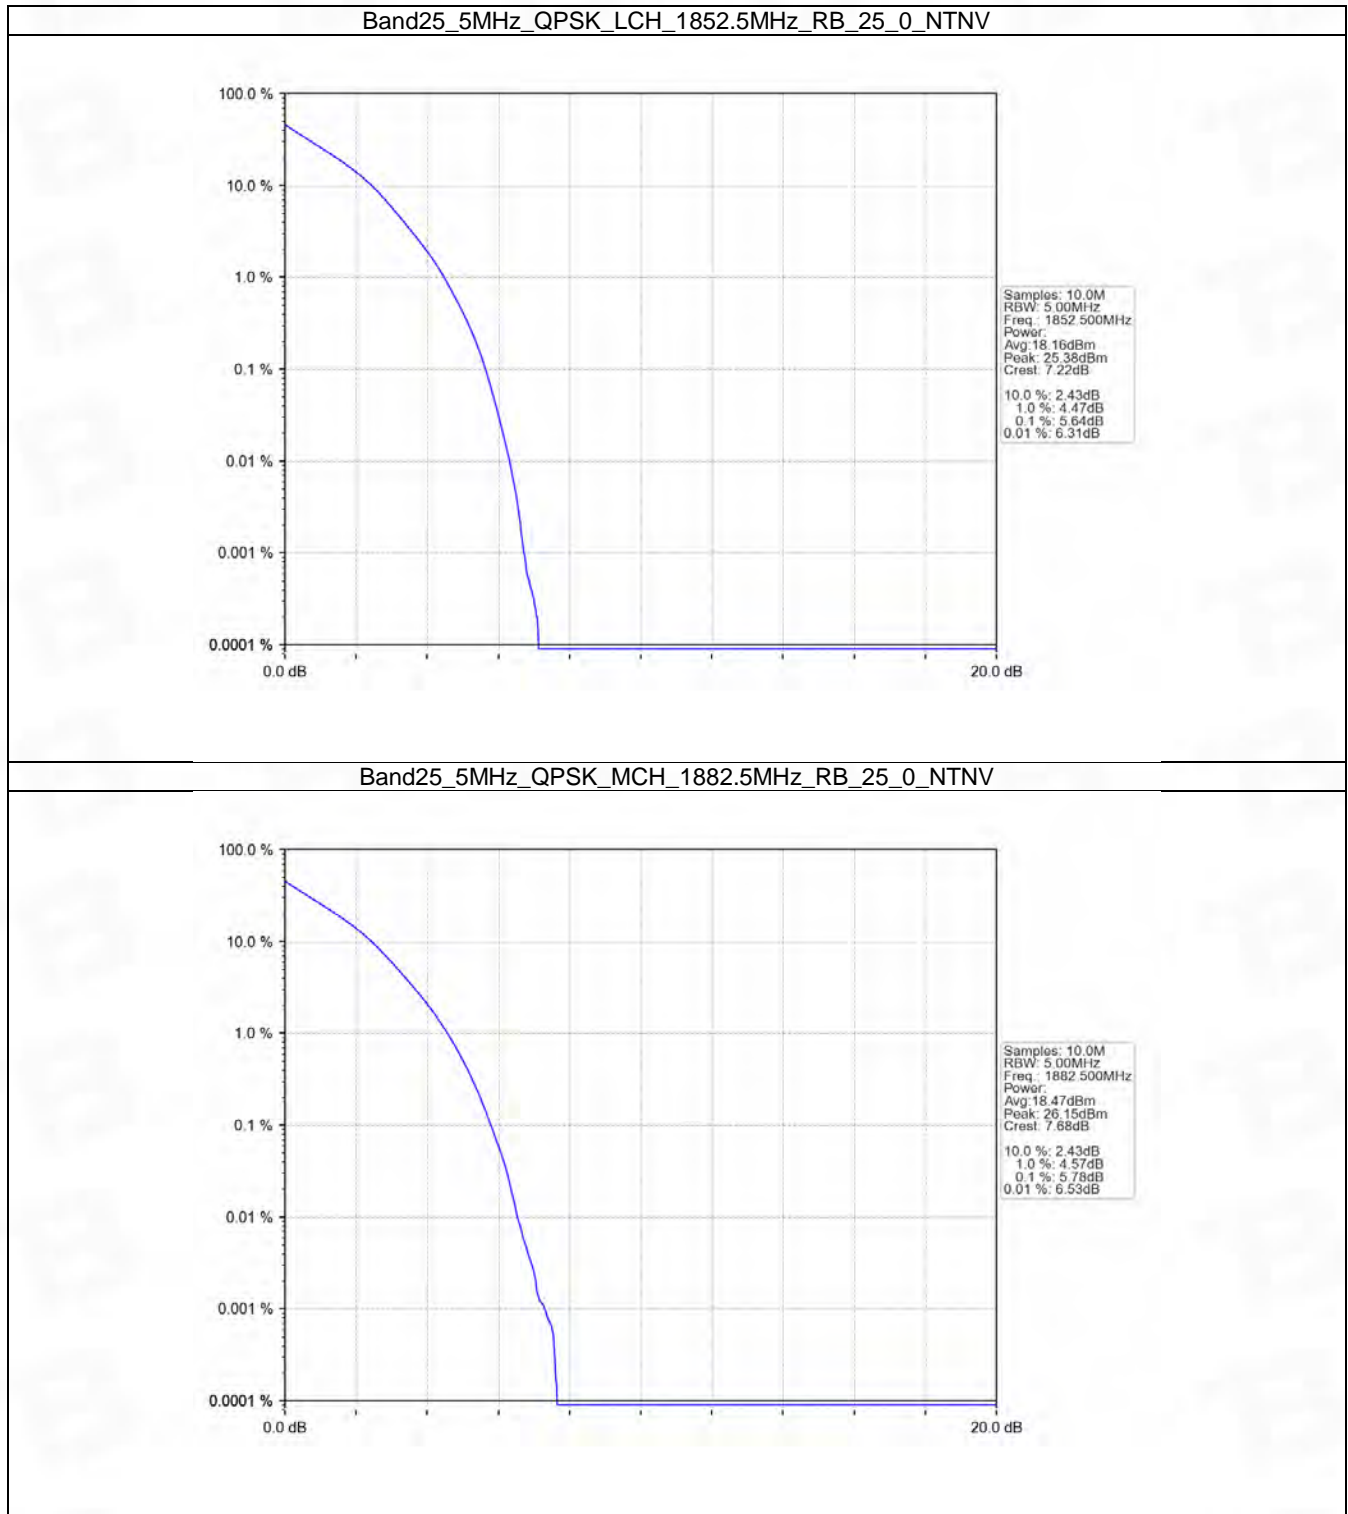 Band25_5MHz_QPSK_LCH_1852.5MHz_RB_25_0_NTNV
100.0 %
10.0 %
1.0 %
0.1 %
0.01 %
0.001 %
0.0001 %
0.0 dB
20.0 dB
Samples: 10.0M
RBW: 5.00MHz
Freq.: 1852.500MHz
Power:
Avg:18.16dBm
Peak: 25.38dBm
Crest: 7.22dB
10.0 %: 2.43dB
1.0 %: 4.47dB
0.1 %: 5.64dB
0.01 %: 6.31dB
Band25_5MHz_QPSK_MCH_1882.5MHz_RB_25_0_NTNV
100.0 %
10.0 %
1.0 %
0.1 %
0.01 %
0.001 %
0.0001 %
0.0 dB
20.0 dB
Samples: 10.0M
RBW: 5.00MHz
Freq.: 1882.500MHz
Power:
Avg:18.47dBm
Peak: 26.15dBm
Crest: 7.68dB
10.0 %: 2.43dB
1.0 %: 4.57dB
0.1 %: 5.78dB
0.01 %: 6.53dB